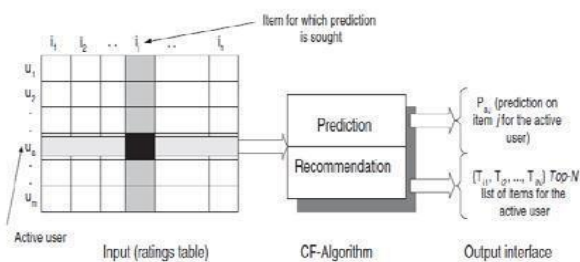 Item for which prediction
is sought
i1 i2 . . ij . . in
u1
u2
.
.
ua
.
.
um
Active user
Input (ratings table)
Prediction
Recommendation
CF-Algorithm
Pa,j (prediction on
item j for the active
user)
{Ti1, Ti2, ..., TiN} Top-N
list of items for the
active user
Output interface